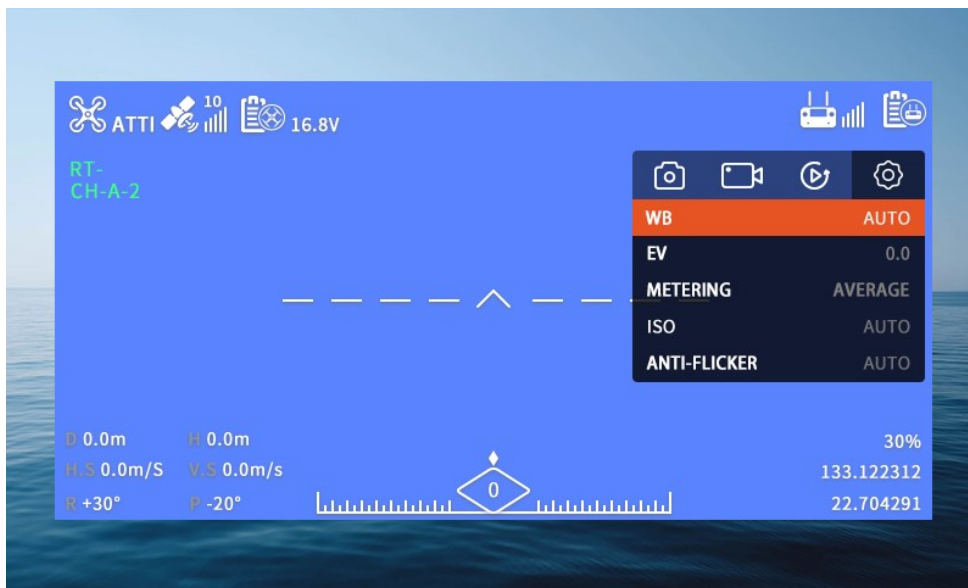 ATTI 10 16.8V
RT-
CH-A-2
WB AUTO
EV 0.0
METERING AVERAGE
ISO AUTO
ANTI-FLICKER AUTO
D 0.0m H 0.0m
30%
H.S 0.0m/S V.S 0.0m/s
133.122312
R +30° P -20°
0
22.704291